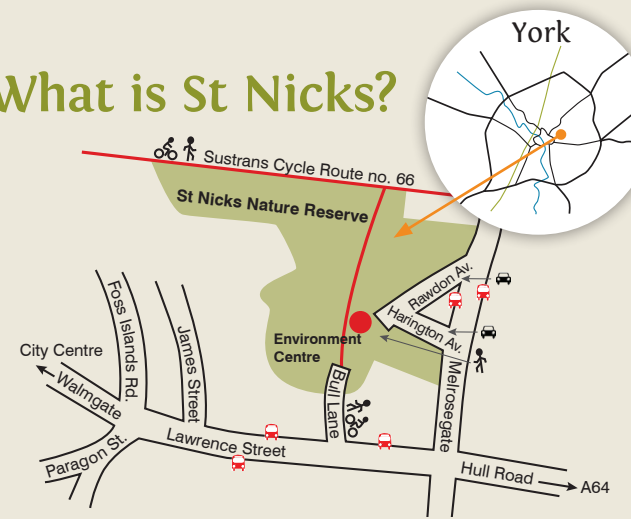 York
What is St Nicks?
Sustrans Cycle Route no. 66
St Nicks Nature Reserve
Rawdon Av.
Harington Av.
Environment
Centre
Foss Islands Rd.
James Street
City Centre
Walmgate
Bull Lane
Melrosegate
Lawrence Street
Paragon St.
Hull Road
A64